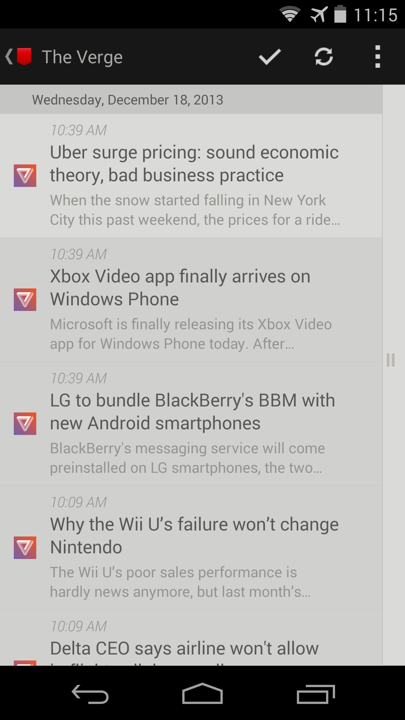 11:15
The Verge
Wednesday, December 18, 2013
10:39 AM
Uber surge pricing: sound economic
theory, bad business practice
When the snow started falling in New York
City this past weekend, the prices for a ride…
10:39 AM
Xbox Video app finally arrives on
Windows Phone
Microsoft is finally releasing its Xbox Video
app for Windows Phone today. After…
10:39 AM
LG to bundle BlackBerry's BBM with
new Android smartphones
BlackBerry's messaging service will come
preinstalled on LG smartphones, the two…
10:09 AM
Why the Wii U’s failure won’t change
Nintendo
The Wii U’s poor sales performance is
hardly news anymore, but last month’s…
10:09 AM
Delta CEO says airline won't allow